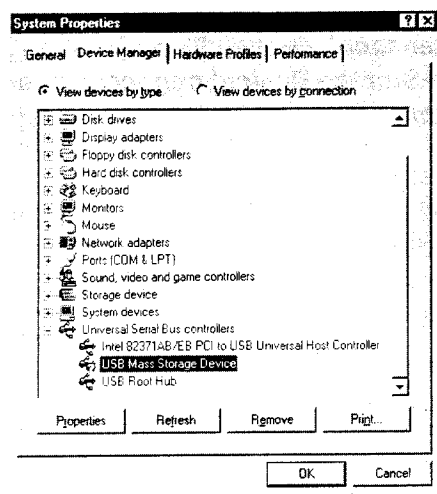 System Properties
General Device Manager Hardware Profiles Performance
View devices by type View devices by connection
Disk drives
Display adapters
Floppy disk controllers
Hard disk controllers
Keyboard
Monitors
Mouse
Network adapters
Ports (COM & LPT)
Sound, video and game controllers
Storage device
System devices
Universal Serial Bus controllers
Intel 82371AB/EB PCI to USB Universal Host Controller
USB Mass Storage Device
USB Root Hub
Properties Refresh Remove Print...
OK Cancel